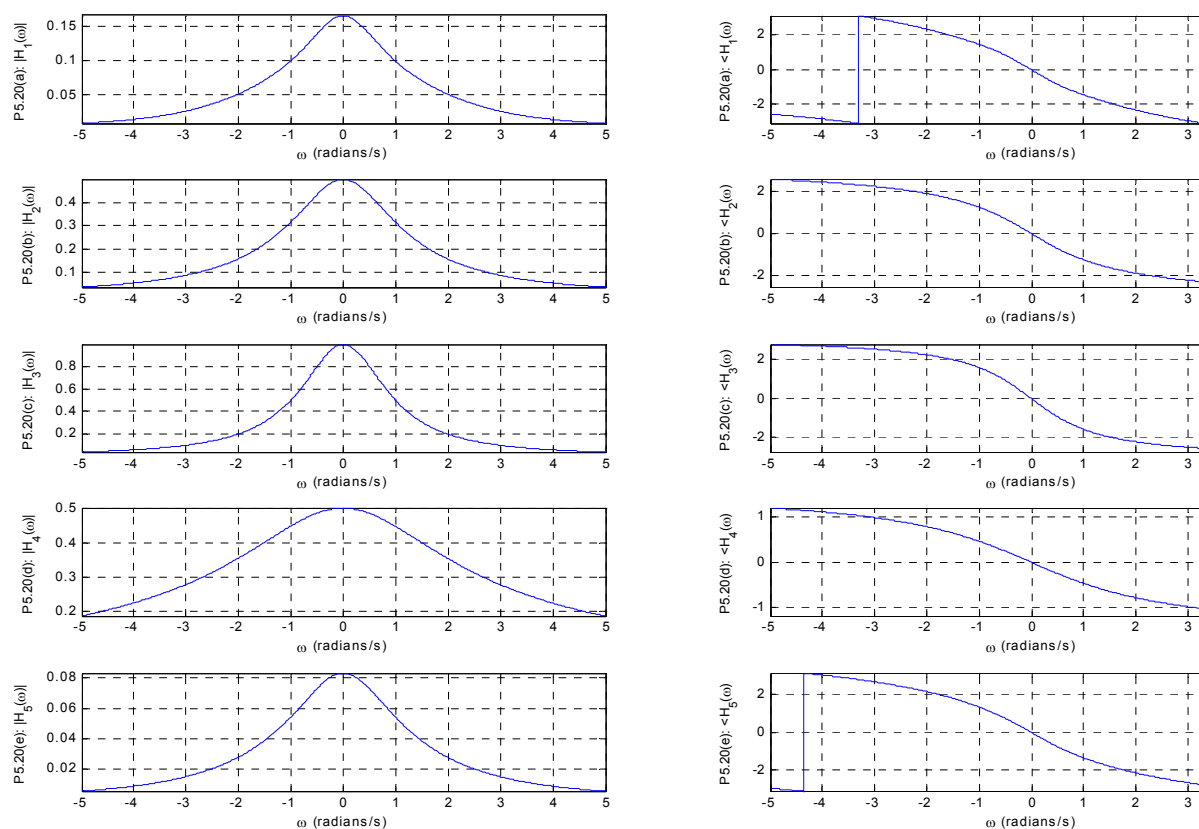 P5.20(a): |H1(ω)|
0.15
0.1
0.05
-5 -4 -3 -2 -1 0 1 2 3 4 5
ω (radians/s)
P5.20(a): <H1(ω)
2
0
-2
-5 -4 -3 -2 -1 0 1 2 3
ω (radians/s)
P5.20(b): |H2(ω)|
0.4
0.3
0.2
0.1
-5 -4 -3 -2 -1 0 1 2 3 4 5
ω (radians/s)
P5.20(b): <H2(ω)
2
0
-2
-5 -4 -3 -2 -1 0 1 2 3
ω (radians/s)
P5.20(c): |H3(ω)|
0.8
0.6
0.4
0.2
-5 -4 -3 -2 -1 0 1 2 3 4 5
ω (radians/s)
P5.20(c): <H3(ω)
2
0
-2
-5 -4 -3 -2 -1 0 1 2 3
ω (radians/s)
P5.20(d): |H4(ω)|
0.5
0.4
0.3
0.2
-5 -4 -3 -2 -1 0 1 2 3 4 5
ω (radians/s)
P5.20(d): <H4(ω)
1
0
-1
-5 -4 -3 -2 -1 0 1 2 3
ω (radians/s)
P5.20(e): |H5(ω)|
0.08
0.06
0.04
0.02
-5 -4 -3 -2 -1 0 1 2 3 4 5
ω (radians/s)
P5.20(e): <H5(ω)
2
0
-2
-5 -4 -3 -2 -1 0 1 2 3
ω (radians/s)